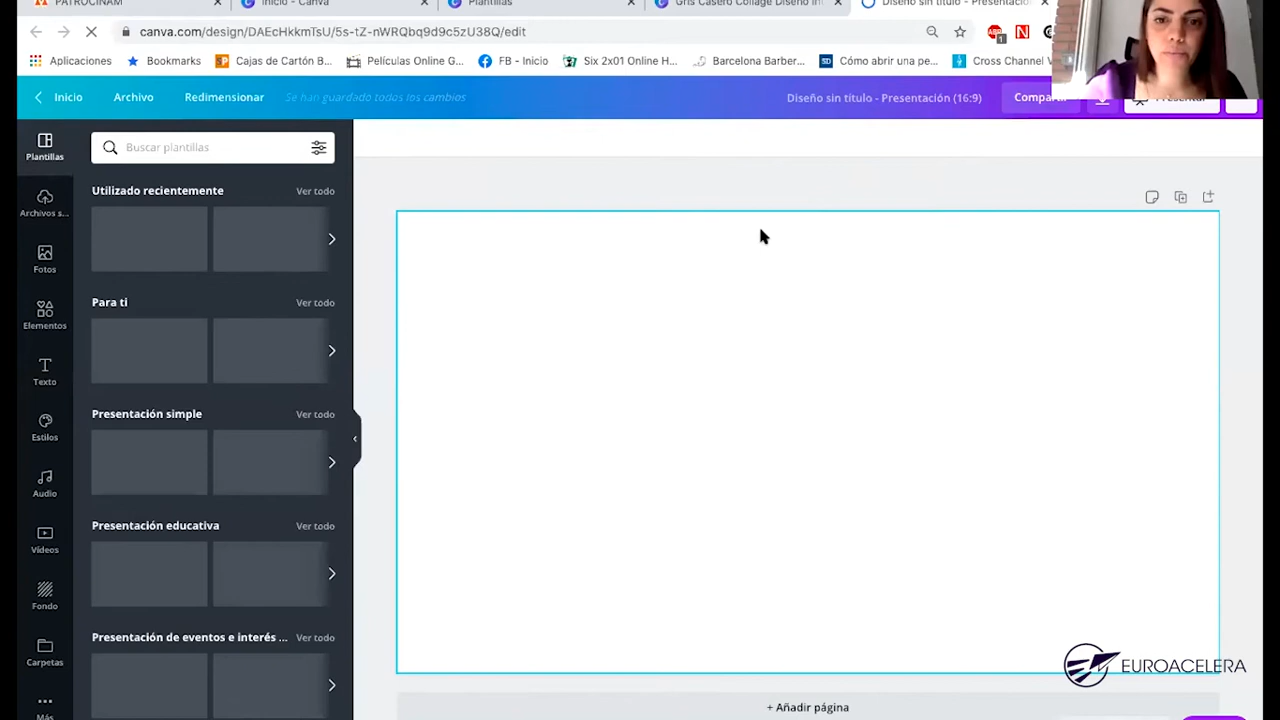 PATROCINAM
Inicio - Canva
Plantillas
Gris Casero Collage Diseño Int
Diseño sin título - Presentació
canva.com/design/DAEcHkkmTsU/5s-tZ-nWRQbq9d9c5zU38Q/edit
Aplicaciones
Bookmarks
Cajas de Cartón B...
Películas Online G...
FB - Inicio
Six 2x01 Online H...
Barcelona Barber...
Cómo abrir una pe...
Cross Channel
Inicio
Archivo
Redimensionar
Se han guardado todos los cambios
Diseño sin título - Presentación (16:9)
Presentar
Plantillas
Buscar plantillas
Archivos s...
Utilizado recientemente
Ver todo
Fotos
Para ti
Ver todo
Elementos
Texto
Presentación simple
Ver todo
Estilos
Audio
Presentación educativa
Ver todo
Vídeos
Fondo
Presentación de eventos e interés ...
Ver todo
Carpetas
Más
+ Añadir página
EUROACELERA